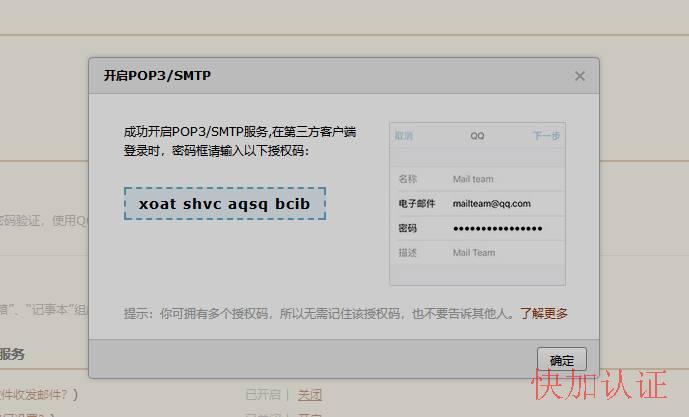 开启POP3/SMTP
成功开启POP3/SMTP服务,在第三方客户端
登录时，密码框请输入以下授权码：
xoat shvc aqsq bcib
取消 QQ 下一步
名称 Mail team
电子邮件 mailteam@qq.com
密码 ●●●●●●●●●●●●●●●●
描述 Mail Team
提示：你可拥有多个授权码，所以无需记住该授权码，也不要告诉其他人。了解更多
确定
快加认证
密码验证，使用Q
”、“记事本”组
服务
件收发邮件？)
已开启 | 关闭